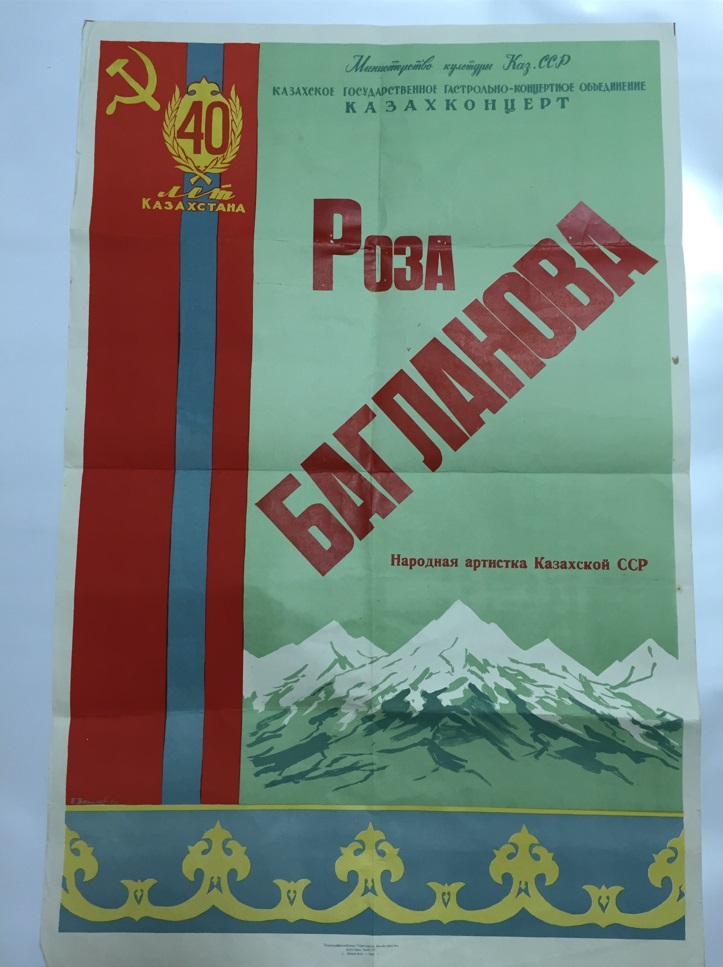 Министерство культуры Каз.ССР
КАЗАХСКОЕ ГОСУДАРСТВЕННОЕ ГАСТРОЛЬНО-КОНЦЕРТНОЕ ОБЪЕДИНЕНИЕ
КАЗАХКОНЦЕРТ
40
лет
КАЗАХСТАНА
РОЗА
БАГЛАНОВА
Народная артистка Казахской ССР